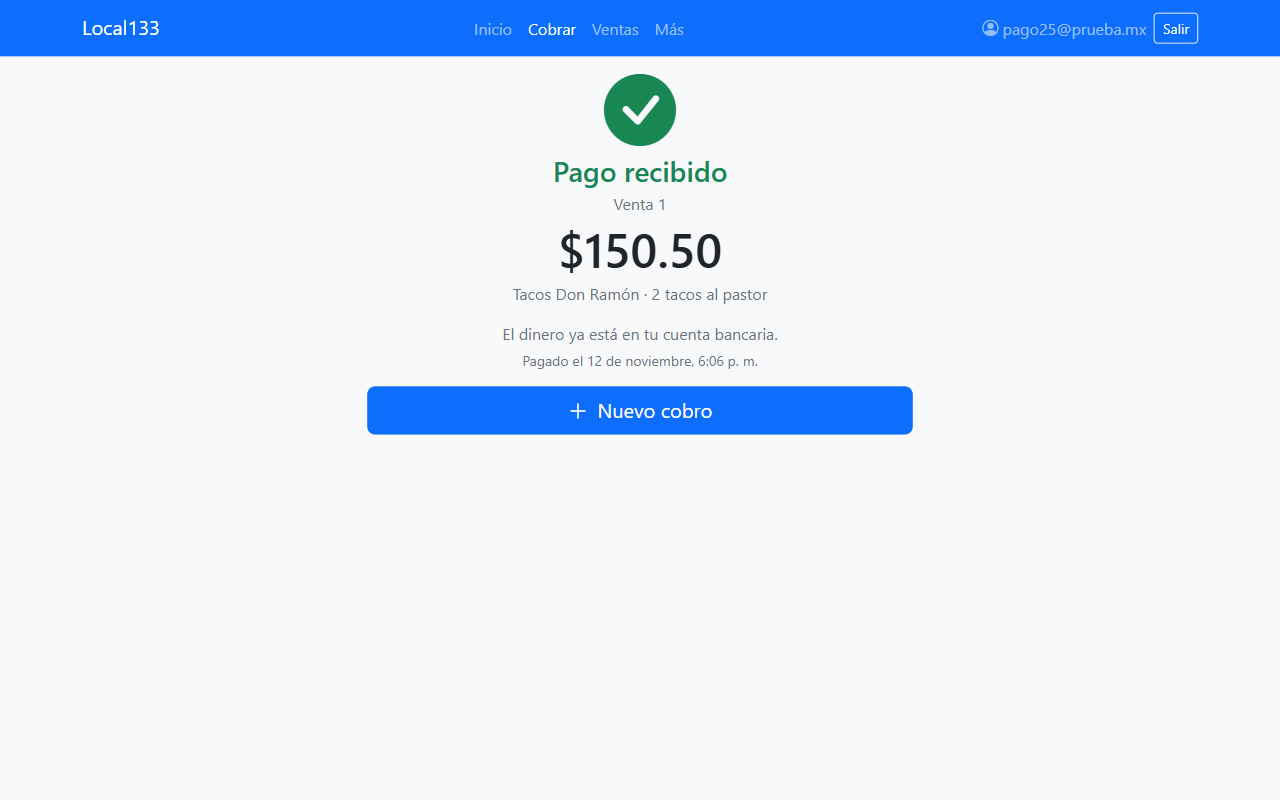 Local133
Inicio Cobrar Ventas Más
pago25@prueba.mx Salir
Pago recibido
Venta 1
$150.50
Tacos Don Ramón · 2 tacos al pastor
El dinero ya está en tu cuenta bancaria.
Pagado el 12 de noviembre, 6:06 p. m.
+ Nuevo cobro